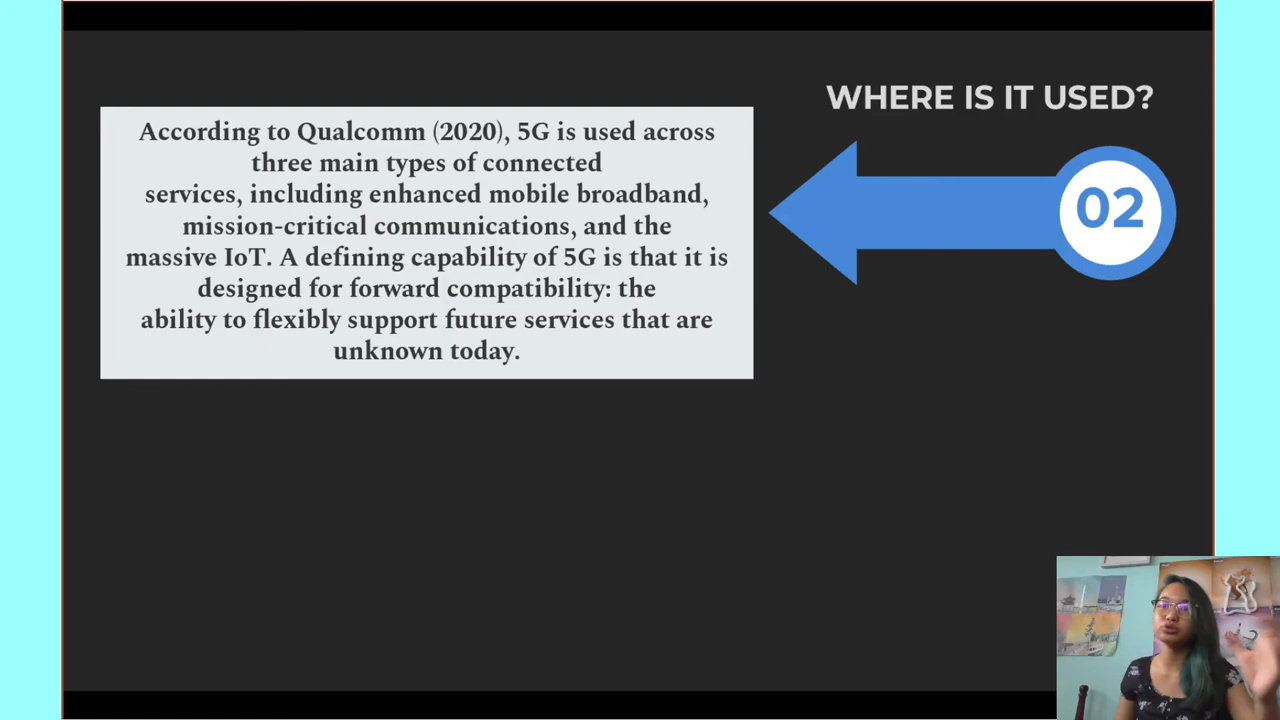 WHERE IS IT USED?
02
According to Qualcomm (2020), 5G is used across
three main types of connected
services, including enhanced mobile broadband,
mission-critical communications, and the
massive IoT. A defining capability of 5G is that it is
designed for forward compatibility: the
ability to flexibly support future services that are
unknown today.